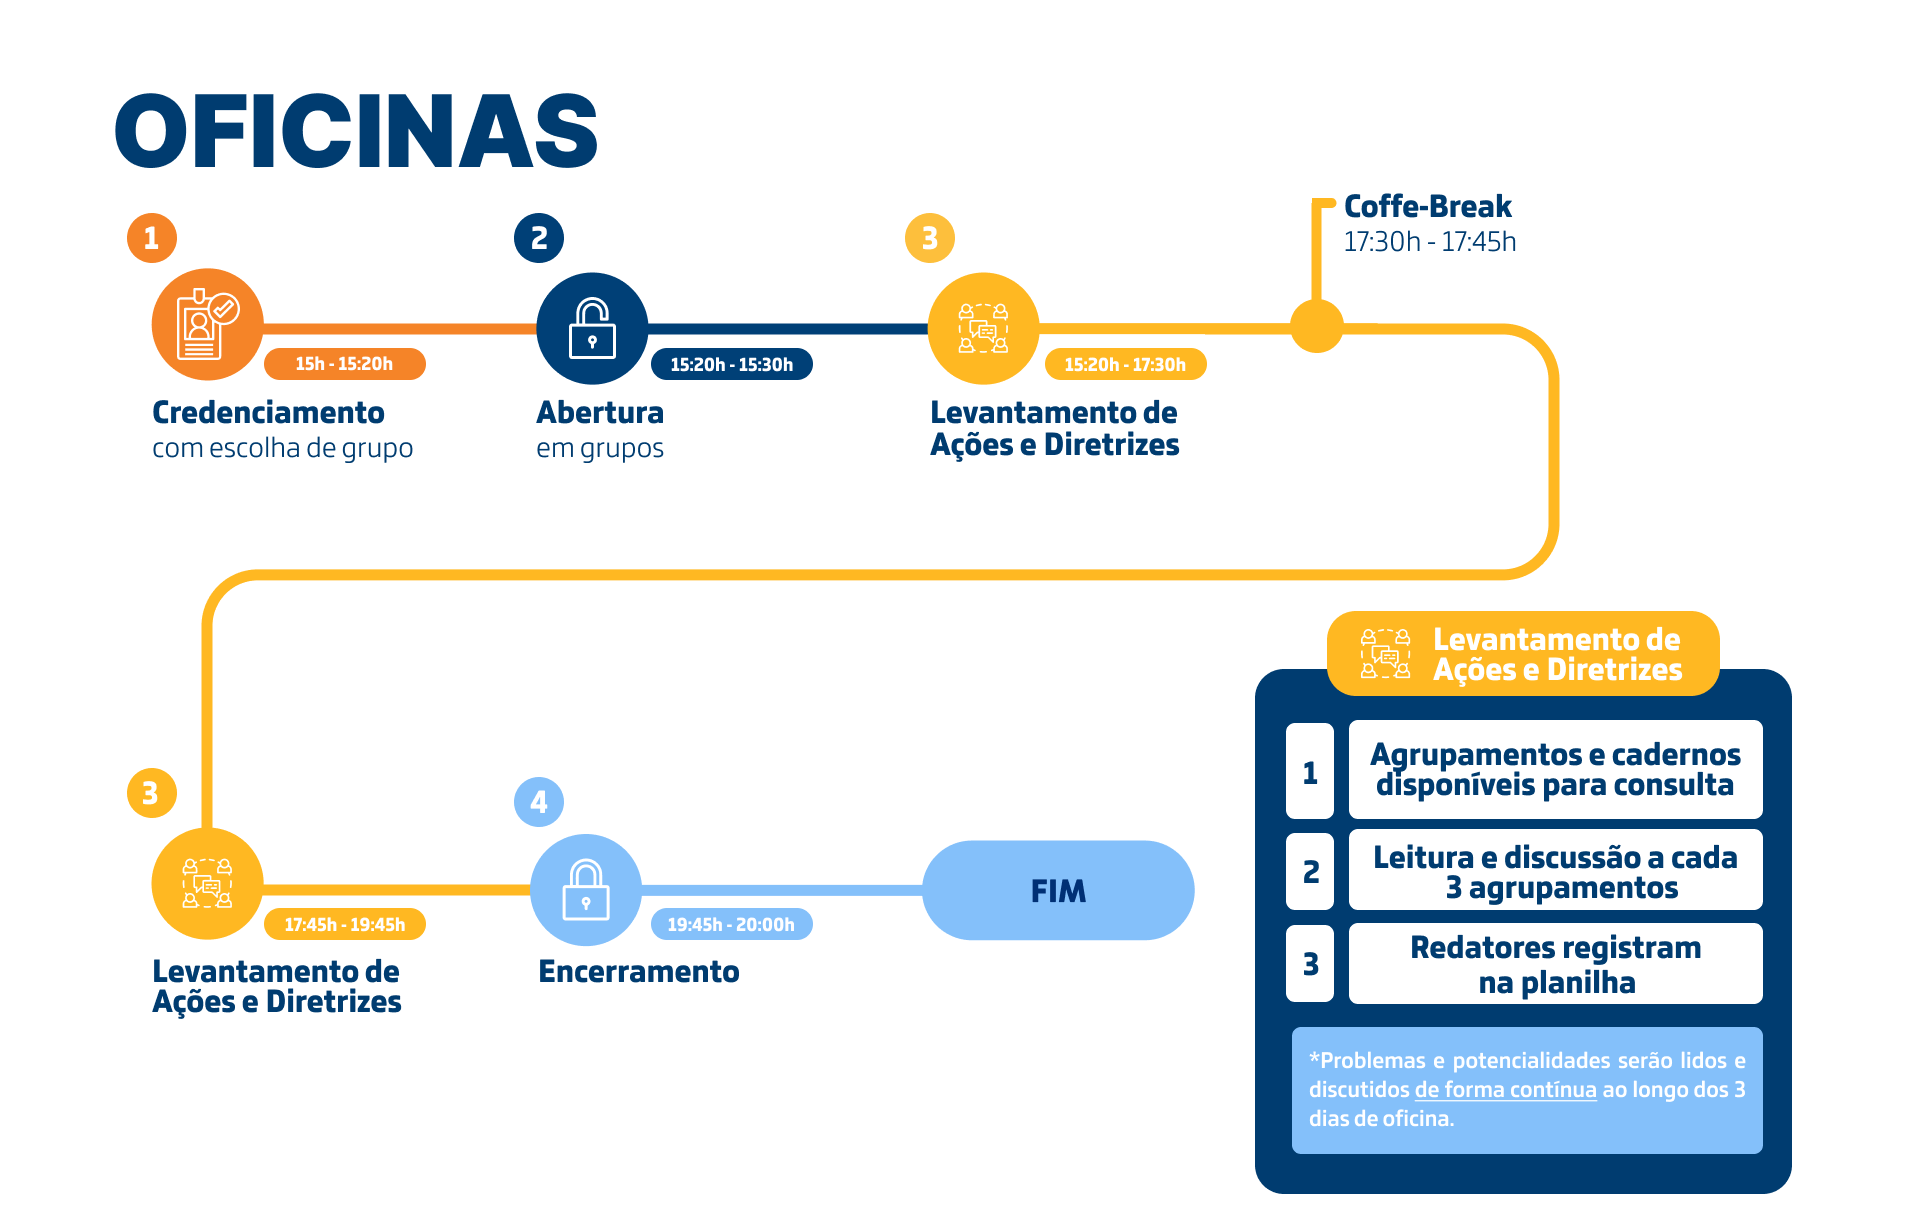 OFICINAS
1
2
3
Coffe-Break
17:30h - 17:45h
15h - 15:20h
15:20h - 15:30h
15:20h - 17:30h
Credenciamento
com escolha de grupo
Abertura
em grupos
Levantamento de
Ações e Diretrizes
3
4
FIM
17:45h - 19:45h
19:45h - 20:00h
Levantamento de
Ações e Diretrizes
Encerramento
Levantamento de
Ações e Diretrizes
1
Agrupamentos e cadernos
disponíveis para consulta
2
Leitura e discussão a cada
3 agrupamentos
3
Redatores registram
na planilha
*Problemas e potencialidades serão lidos e
discutidos de forma contínua ao longo dos 3
dias de oficina.